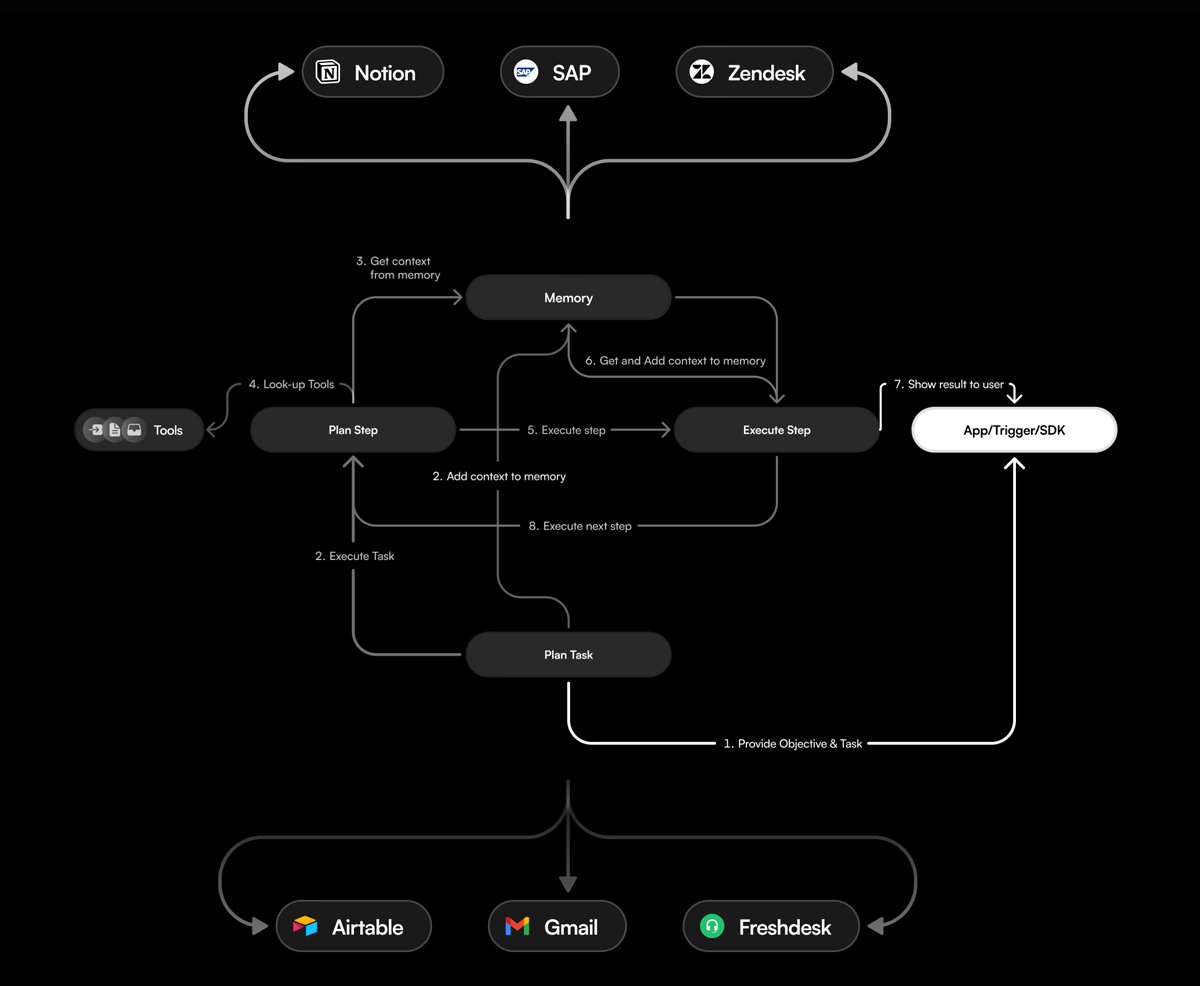 Notion
SAP
SAP
Zendesk
3. Get context
from memory
Memory
6. Get and Add context to memory
4. Look-up Tools
7. Show result to user
Tools
Plan Step
5. Execute step
Execute Step
App/Trigger/SDK
2. Add context to memory
8. Execute next step
2. Execute Task
Plan Task
1. Provide Objective & Task
Airtable
Gmail
Freshdesk